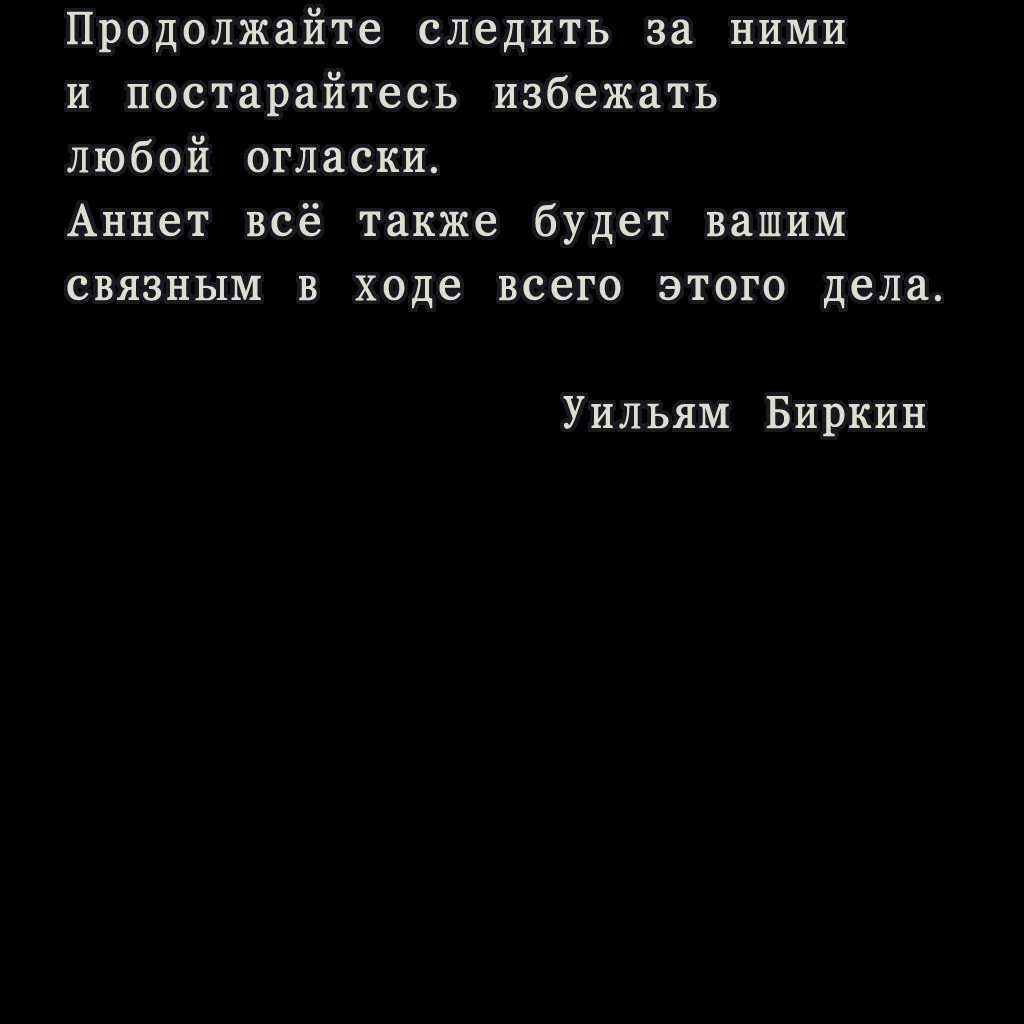 Продолжайте следить за ними
и постарайтесь избежать
любой огласки.
Аннет всё также будет вашим
связным в ходе всего этого дела.
Уильям Биркин